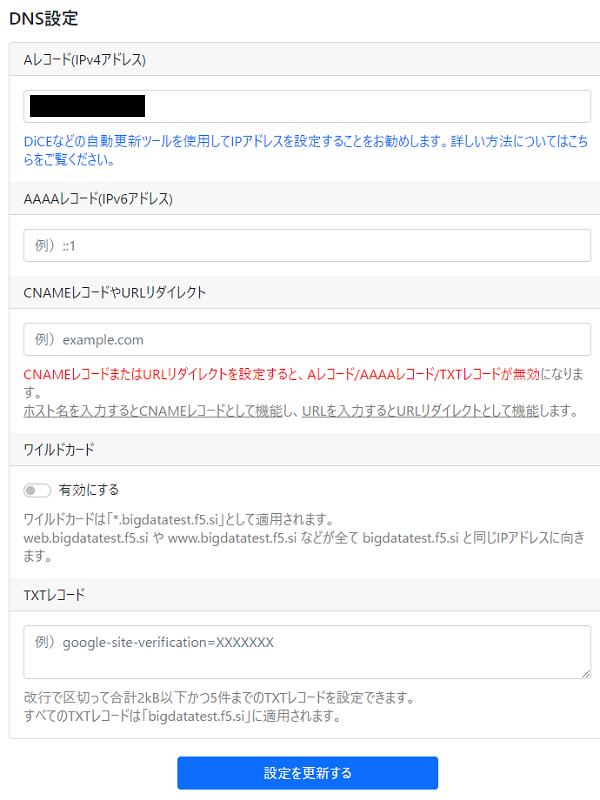 DNS設定
Aレコード(IPv4アドレス)
DiCEなどの自動更新ツールを使用してIPアドレスを設定することをお勧めします。詳しい方法についてはこち
らをご覧ください。
AAAAレコード(IPv6アドレス)
例）::1
CNAMEレコードやURLリダイレクト
例）example.com
CNAMEレコードまたはURLリダイレクトを設定すると、Aレコード/AAAAレコード/TXTレコードが無効になりま
す。
ホスト名を入力するとCNAMEレコードとして機能し、URLを入力するとURLリダイレクトとして機能します。
ワイルドカード
有効にする
ワイルドカードは「*.bigdatatest.f5.si」として適用されます。
web.bigdatatest.f5.si や www.bigdatatest.f5.si などが全て bigdatatest.f5.si と同じIPアドレスに向き
ます。
TXTレコード
例）google-site-verification=XXXXXXX
改行で区切って合計2kB以下かつ5件までのTXTレコードを設定できます。
すべてのTXTレコードは「bigdatatest.f5.si」に適用されます。
設定を更新する